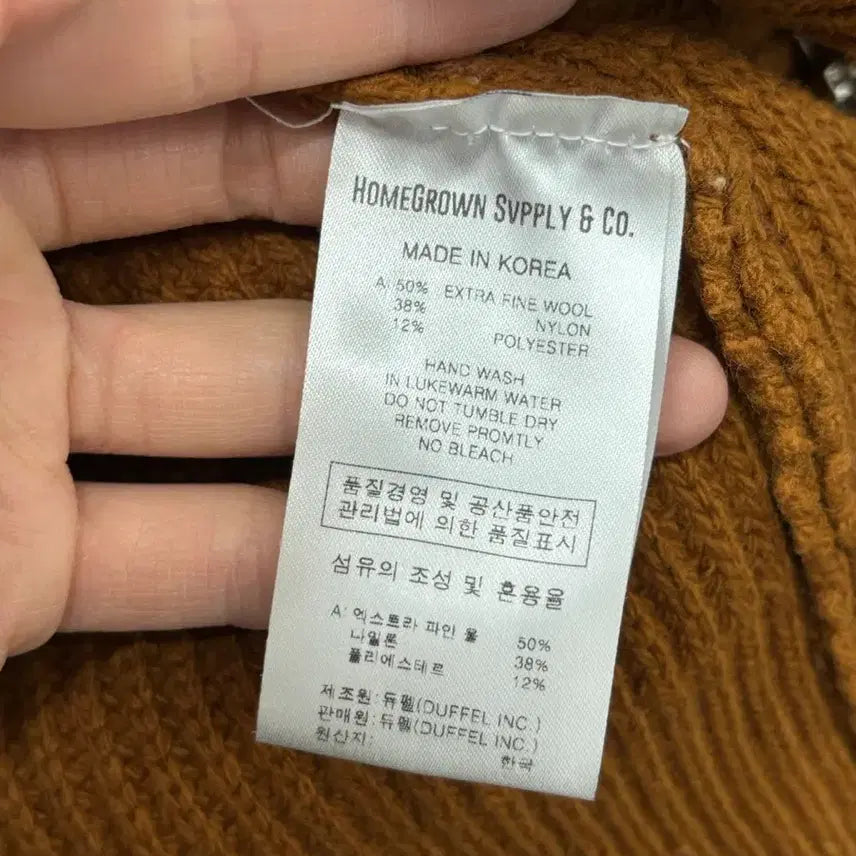 HOMEGROWN SVPPLY & CO.
MADE IN KOREA
A: 50% EXTRA FINE WOOL
38% NYLON
12% POLYESTER
HAND WASH
IN LUKEWARM WATER
DO NOT TUMBLE DRY
REMOVE PROMTLY
NO BLEACH
품질경영 및 공산품안전
관리법에 의한 품질표시
섬유의 조성 및 혼용율
A: 엑스트라 파인 울 50%
나일론 38%
폴리에스테르 12%
제조원: 듀펠(DUFFEL INC.)
판매원: 듀펠(DUFFEL INC.)
원산지: 한국